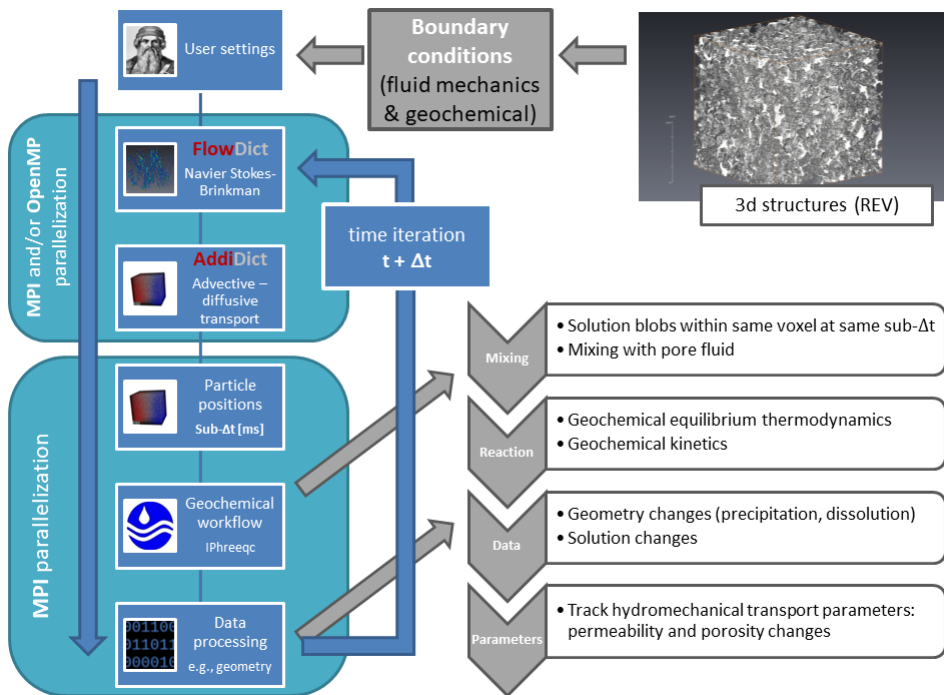 User settings
Boundary
conditions
(fluid mechanics
& geochemical)
3d structures (REV)
MPI and/or OpenMP
parallelization
FlowDict
Navier Stokes-
Brinkman
AddiDict
Advective –
diffusive
transport
time iteration
t + Δt
MPI parallelization
Particle
positions
Sub-Δt [ms]
Geochemical
workflow
IPhreeqc
Data
processing
e.g., geometry
001100
011011
000010
Mixing
• Solution blobs within same voxel at same sub-Δt
• Mixing with pore fluid
Reaction
• Geochemical equilibrium thermodynamics
• Geochemical kinetics
Data
• Geometry changes (precipitation, dissolution)
• Solution changes
Parameters
• Track hydromechanical transport parameters:
permeability and porosity changes